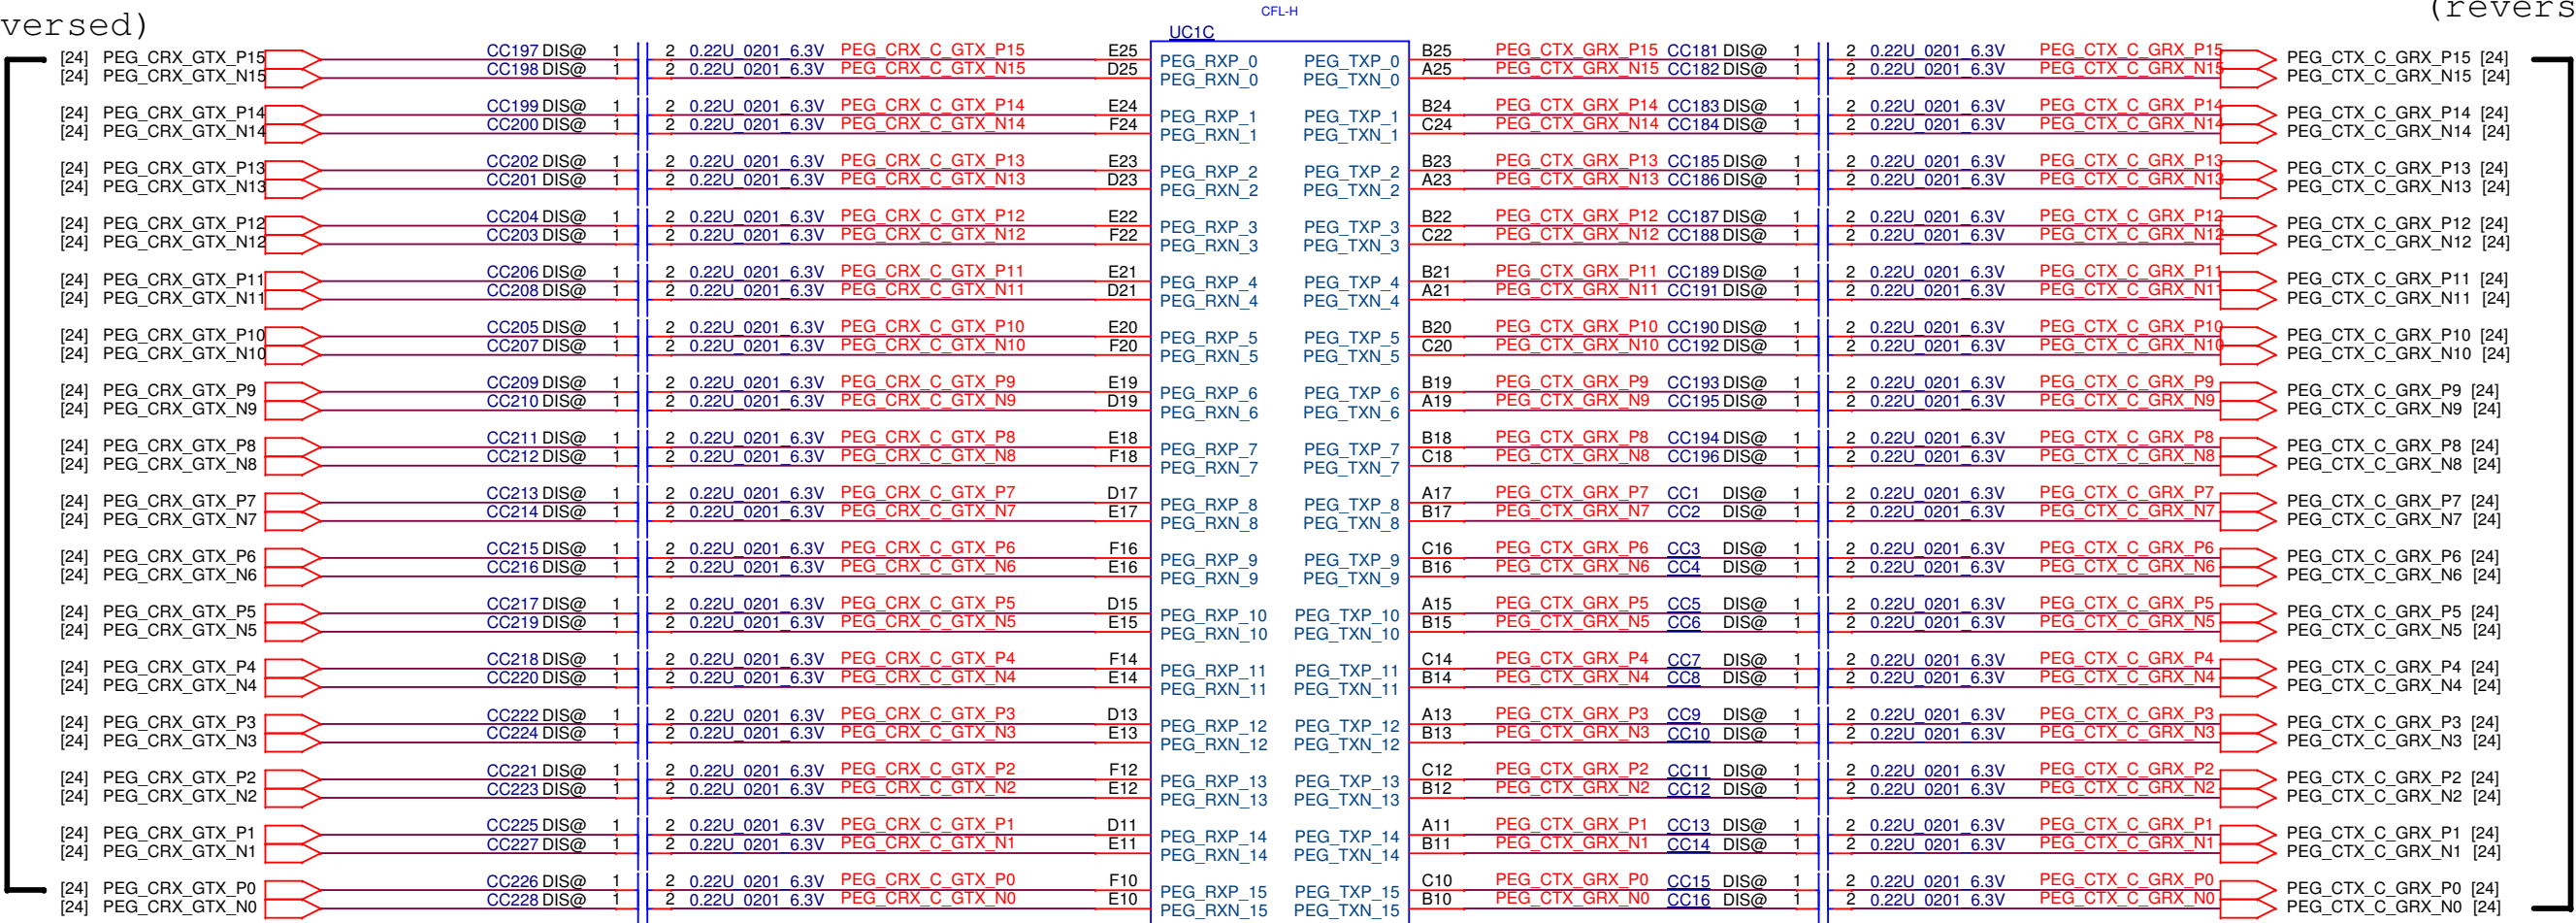 CFL-H
versed)
(revers
UC1C
[24] PEG_CRX_GTX_P15 CC197 DIS@ 1 2 0.22U_0201_6.3V PEG_CRX_C_GTX_P15 E25 PEG_RXP_0 PEG_TXP_0 B25 PEG_CTX_GRX_P15 CC181 DIS@ 1 2 0.22U_0201_6.3V PEG_CTX_C_GRX_P15 PEG_CTX_C_GRX_P15 [24]
[24] PEG_CRX_GTX_N15 CC198 DIS@ 1 2 0.22U_0201_6.3V PEG_CRX_C_GTX_N15 D25 PEG_RXN_0 PEG_TXN_0 A25 PEG_CTX_GRX_N15 CC182 DIS@ 1 2 0.22U_0201_6.3V PEG_CTX_C_GRX_N15 PEG_CTX_C_GRX_N15 [24]
[24] PEG_CRX_GTX_P14 CC199 DIS@ 1 2 0.22U_0201_6.3V PEG_CRX_C_GTX_P14 E24 PEG_RXP_1 PEG_TXP_1 B24 PEG_CTX_GRX_P14 CC183 DIS@ 1 2 0.22U_0201_6.3V PEG_CTX_C_GRX_P14 PEG_CTX_C_GRX_P14 [24]
[24] PEG_CRX_GTX_N14 CC200 DIS@ 1 2 0.22U_0201_6.3V PEG_CRX_C_GTX_N14 F24 PEG_RXN_1 PEG_TXN_1 C24 PEG_CTX_GRX_N14 CC184 DIS@ 1 2 0.22U_0201_6.3V PEG_CTX_C_GRX_N14 PEG_CTX_C_GRX_N14 [24]
[24] PEG_CRX_GTX_P13 CC202 DIS@ 1 2 0.22U_0201_6.3V PEG_CRX_C_GTX_P13 E23 PEG_RXP_2 PEG_TXP_2 B23 PEG_CTX_GRX_P13 CC185 DIS@ 1 2 0.22U_0201_6.3V PEG_CTX_C_GRX_P13 PEG_CTX_C_GRX_P13 [24]
[24] PEG_CRX_GTX_N13 CC201 DIS@ 1 2 0.22U_0201_6.3V PEG_CRX_C_GTX_N13 D23 PEG_RXN_2 PEG_TXN_2 A23 PEG_CTX_GRX_N13 CC186 DIS@ 1 2 0.22U_0201_6.3V PEG_CTX_C_GRX_N13 PEG_CTX_C_GRX_N13 [24]
[24] PEG_CRX_GTX_P12 CC204 DIS@ 1 2 0.22U_0201_6.3V PEG_CRX_C_GTX_P12 E22 PEG_RXP_3 PEG_TXP_3 B22 PEG_CTX_GRX_P12 CC187 DIS@ 1 2 0.22U_0201_6.3V PEG_CTX_C_GRX_P12 PEG_CTX_C_GRX_P12 [24]
[24] PEG_CRX_GTX_N12 CC203 DIS@ 1 2 0.22U_0201_6.3V PEG_CRX_C_GTX_N12 F22 PEG_RXN_3 PEG_TXN_3 C22 PEG_CTX_GRX_N12 CC188 DIS@ 1 2 0.22U_0201_6.3V PEG_CTX_C_GRX_N12 PEG_CTX_C_GRX_N12 [24]
[24] PEG_CRX_GTX_P11 CC206 DIS@ 1 2 0.22U_0201_6.3V PEG_CRX_C_GTX_P11 E21 PEG_RXP_4 PEG_TXP_4 B21 PEG_CTX_GRX_P11 CC189 DIS@ 1 2 0.22U_0201_6.3V PEG_CTX_C_GRX_P11 PEG_CTX_C_GRX_P11 [24]
[24] PEG_CRX_GTX_N11 CC208 DIS@ 1 2 0.22U_0201_6.3V PEG_CRX_C_GTX_N11 D21 PEG_RXN_4 PEG_TXN_4 A21 PEG_CTX_GRX_N11 CC191 DIS@ 1 2 0.22U_0201_6.3V PEG_CTX_C_GRX_N11 PEG_CTX_C_GRX_N11 [24]
[24] PEG_CRX_GTX_P10 CC205 DIS@ 1 2 0.22U_0201_6.3V PEG_CRX_C_GTX_P10 E20 PEG_RXP_5 PEG_TXP_5 B20 PEG_CTX_GRX_P10 CC190 DIS@ 1 2 0.22U_0201_6.3V PEG_CTX_C_GRX_P10 PEG_CTX_C_GRX_P10 [24]
[24] PEG_CRX_GTX_N10 CC207 DIS@ 1 2 0.22U_0201_6.3V PEG_CRX_C_GTX_N10 F20 PEG_RXN_5 PEG_TXN_5 C20 PEG_CTX_GRX_N10 CC192 DIS@ 1 2 0.22U_0201_6.3V PEG_CTX_C_GRX_N10 PEG_CTX_C_GRX_N10 [24]
[24] PEG_CRX_GTX_P9 CC209 DIS@ 1 2 0.22U_0201_6.3V PEG_CRX_C_GTX_P9 E19 PEG_RXP_6 PEG_TXP_6 B19 PEG_CTX_GRX_P9 CC193 DIS@ 1 2 0.22U_0201_6.3V PEG_CTX_C_GRX_P9 PEG_CTX_C_GRX_P9 [24]
[24] PEG_CRX_GTX_N9 CC210 DIS@ 1 2 0.22U_0201_6.3V PEG_CRX_C_GTX_N9 D19 PEG_RXN_6 PEG_TXN_6 A19 PEG_CTX_GRX_N9 CC195 DIS@ 1 2 0.22U_0201_6.3V PEG_CTX_C_GRX_N9 PEG_CTX_C_GRX_N9 [24]
[24] PEG_CRX_GTX_P8 CC211 DIS@ 1 2 0.22U_0201_6.3V PEG_CRX_C_GTX_P8 E18 PEG_RXP_7 PEG_TXP_7 B18 PEG_CTX_GRX_P8 CC194 DIS@ 1 2 0.22U_0201_6.3V PEG_CTX_C_GRX_P8 PEG_CTX_C_GRX_P8 [24]
[24] PEG_CRX_GTX_N8 CC212 DIS@ 1 2 0.22U_0201_6.3V PEG_CRX_C_GTX_N8 F18 PEG_RXN_7 PEG_TXN_7 C18 PEG_CTX_GRX_N8 CC196 DIS@ 1 2 0.22U_0201_6.3V PEG_CTX_C_GRX_N8 PEG_CTX_C_GRX_N8 [24]
[24] PEG_CRX_GTX_P7 CC213 DIS@ 1 2 0.22U_0201_6.3V PEG_CRX_C_GTX_P7 D17 PEG_RXP_8 PEG_TXP_8 A17 PEG_CTX_GRX_P7 CC1 DIS@ 1 2 0.22U_0201_6.3V PEG_CTX_C_GRX_P7 PEG_CTX_C_GRX_P7 [24]
[24] PEG_CRX_GTX_N7 CC214 DIS@ 1 2 0.22U_0201_6.3V PEG_CRX_C_GTX_N7 E17 PEG_RXN_8 PEG_TXN_8 B17 PEG_CTX_GRX_N7 CC2 DIS@ 1 2 0.22U_0201_6.3V PEG_CTX_C_GRX_N7 PEG_CTX_C_GRX_N7 [24]
[24] PEG_CRX_GTX_P6 CC215 DIS@ 1 2 0.22U_0201_6.3V PEG_CRX_C_GTX_P6 F16 PEG_RXP_9 PEG_TXP_9 C16 PEG_CTX_GRX_P6 CC3 DIS@ 1 2 0.22U_0201_6.3V PEG_CTX_C_GRX_P6 PEG_CTX_C_GRX_P6 [24]
[24] PEG_CRX_GTX_N6 CC216 DIS@ 1 2 0.22U_0201_6.3V PEG_CRX_C_GTX_N6 E16 PEG_RXN_9 PEG_TXN_9 B16 PEG_CTX_GRX_N6 CC4 DIS@ 1 2 0.22U_0201_6.3V PEG_CTX_C_GRX_N6 PEG_CTX_C_GRX_N6 [24]
[24] PEG_CRX_GTX_P5 CC217 DIS@ 1 2 0.22U_0201_6.3V PEG_CRX_C_GTX_P5 D15 PEG_RXP_10 PEG_TXP_10 A15 PEG_CTX_GRX_P5 CC5 DIS@ 1 2 0.22U_0201_6.3V PEG_CTX_C_GRX_P5 PEG_CTX_C_GRX_P5 [24]
[24] PEG_CRX_GTX_N5 CC219 DIS@ 1 2 0.22U_0201_6.3V PEG_CRX_C_GTX_N5 E15 PEG_RXN_10 PEG_TXN_10 B15 PEG_CTX_GRX_N5 CC6 DIS@ 1 2 0.22U_0201_6.3V PEG_CTX_C_GRX_N5 PEG_CTX_C_GRX_N5 [24]
[24] PEG_CRX_GTX_P4 CC218 DIS@ 1 2 0.22U_0201_6.3V PEG_CRX_C_GTX_P4 F14 PEG_RXP_11 PEG_TXP_11 C14 PEG_CTX_GRX_P4 CC7 DIS@ 1 2 0.22U_0201_6.3V PEG_CTX_C_GRX_P4 PEG_CTX_C_GRX_P4 [24]
[24] PEG_CRX_GTX_N4 CC220 DIS@ 1 2 0.22U_0201_6.3V PEG_CRX_C_GTX_N4 E14 PEG_RXN_11 PEG_TXN_11 B14 PEG_CTX_GRX_N4 CC8 DIS@ 1 2 0.22U_0201_6.3V PEG_CTX_C_GRX_N4 PEG_CTX_C_GRX_N4 [24]
[24] PEG_CRX_GTX_P3 CC222 DIS@ 1 2 0.22U_0201_6.3V PEG_CRX_C_GTX_P3 D13 PEG_RXP_12 PEG_TXP_12 A13 PEG_CTX_GRX_P3 CC9 DIS@ 1 2 0.22U_0201_6.3V PEG_CTX_C_GRX_P3 PEG_CTX_C_GRX_P3 [24]
[24] PEG_CRX_GTX_N3 CC224 DIS@ 1 2 0.22U_0201_6.3V PEG_CRX_C_GTX_N3 E13 PEG_RXN_12 PEG_TXN_12 B13 PEG_CTX_GRX_N3 CC10 DIS@ 1 2 0.22U_0201_6.3V PEG_CTX_C_GRX_N3 PEG_CTX_C_GRX_N3 [24]
[24] PEG_CRX_GTX_P2 CC221 DIS@ 1 2 0.22U_0201_6.3V PEG_CRX_C_GTX_P2 F12 PEG_RXP_13 PEG_TXP_13 C12 PEG_CTX_GRX_P2 CC11 DIS@ 1 2 0.22U_0201_6.3V PEG_CTX_C_GRX_P2 PEG_CTX_C_GRX_P2 [24]
[24] PEG_CRX_GTX_N2 CC223 DIS@ 1 2 0.22U_0201_6.3V PEG_CRX_C_GTX_N2 E12 PEG_RXN_13 PEG_TXN_13 B12 PEG_CTX_GRX_N2 CC12 DIS@ 1 2 0.22U_0201_6.3V PEG_CTX_C_GRX_N2 PEG_CTX_C_GRX_N2 [24]
[24] PEG_CRX_GTX_P1 CC225 DIS@ 1 2 0.22U_0201_6.3V PEG_CRX_C_GTX_P1 D11 PEG_RXP_14 PEG_TXP_14 A11 PEG_CTX_GRX_P1 CC13 DIS@ 1 2 0.22U_0201_6.3V PEG_CTX_C_GRX_P1 PEG_CTX_C_GRX_P1 [24]
[24] PEG_CRX_GTX_N1 CC227 DIS@ 1 2 0.22U_0201_6.3V PEG_CRX_C_GTX_N1 E11 PEG_RXN_14 PEG_TXN_14 B11 PEG_CTX_GRX_N1 CC14 DIS@ 1 2 0.22U_0201_6.3V PEG_CTX_C_GRX_N1 PEG_CTX_C_GRX_N1 [24]
[24] PEG_CRX_GTX_P0 CC226 DIS@ 1 2 0.22U_0201_6.3V PEG_CRX_C_GTX_P0 F10 PEG_RXP_15 PEG_TXP_15 C10 PEG_CTX_GRX_P0 CC15 DIS@ 1 2 0.22U_0201_6.3V PEG_CTX_C_GRX_P0 PEG_CTX_C_GRX_P0 [24]
[24] PEG_CRX_GTX_N0 CC228 DIS@ 1 2 0.22U_0201_6.3V PEG_CRX_C_GTX_N0 E10 PEG_RXN_15 PEG_TXN_15 B10 PEG_CTX_GRX_N0 CC16 DIS@ 1 2 0.22U_0201_6.3V PEG_CTX_C_GRX_N0 PEG_CTX_C_GRX_N0 [24]